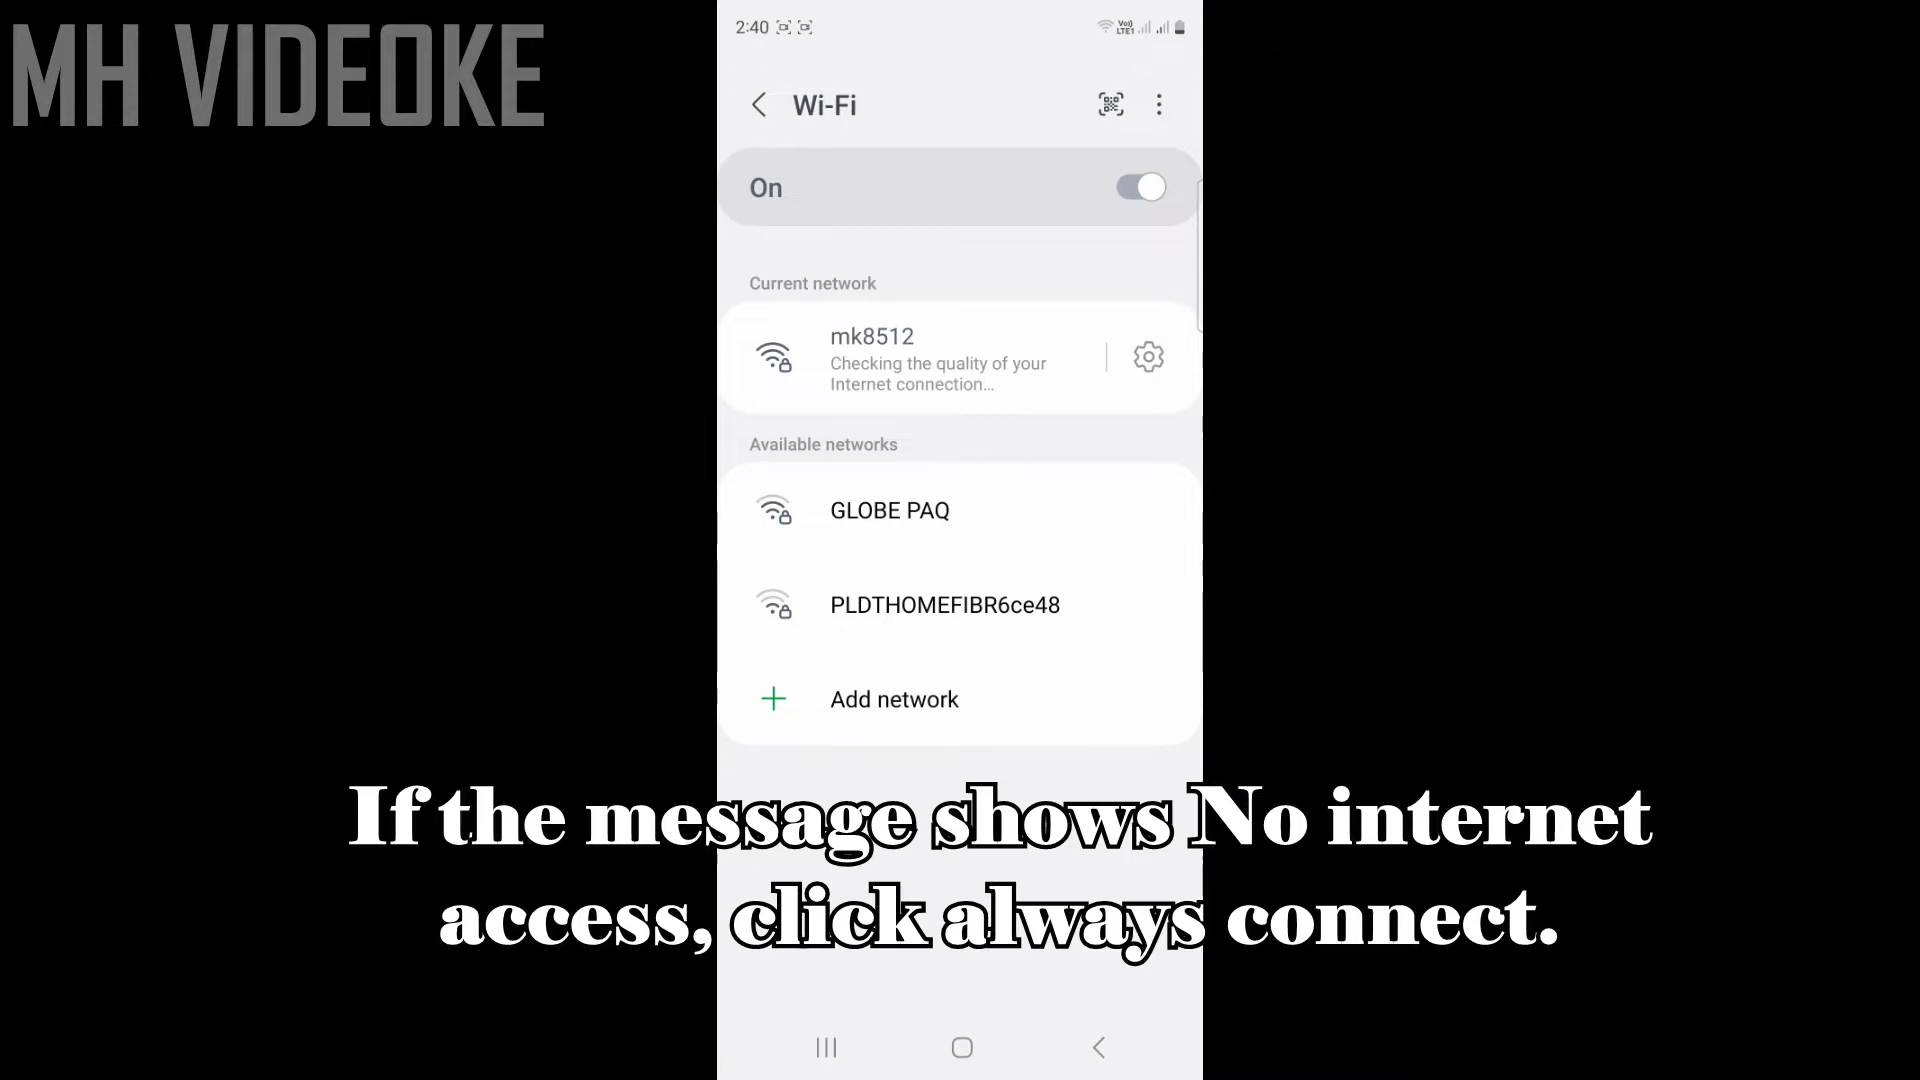 MH VIDEOKE
2:40
Wi-Fi
On
Current network
mk8512
Checking the quality of your
Internet connection...
Available networks
GLOBE PAQ
PLDTHOMEFIBR6ce48
Add network
If the message shows No internet
access, click always connect.